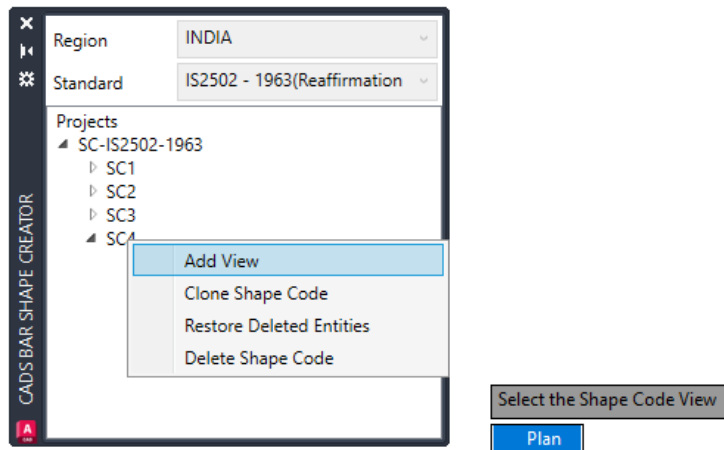 Region
INDIA
Standard
IS2502 - 1963(Reaffirmation
Projects
SC-IS2502-1963
SC1
SC2
SC3
SC4
Add View
Clone Shape Code
Restore Deleted Entities
Delete Shape Code
CADS BAR SHAPE CREATOR
A
CAD
Select the Shape Code View
Plan